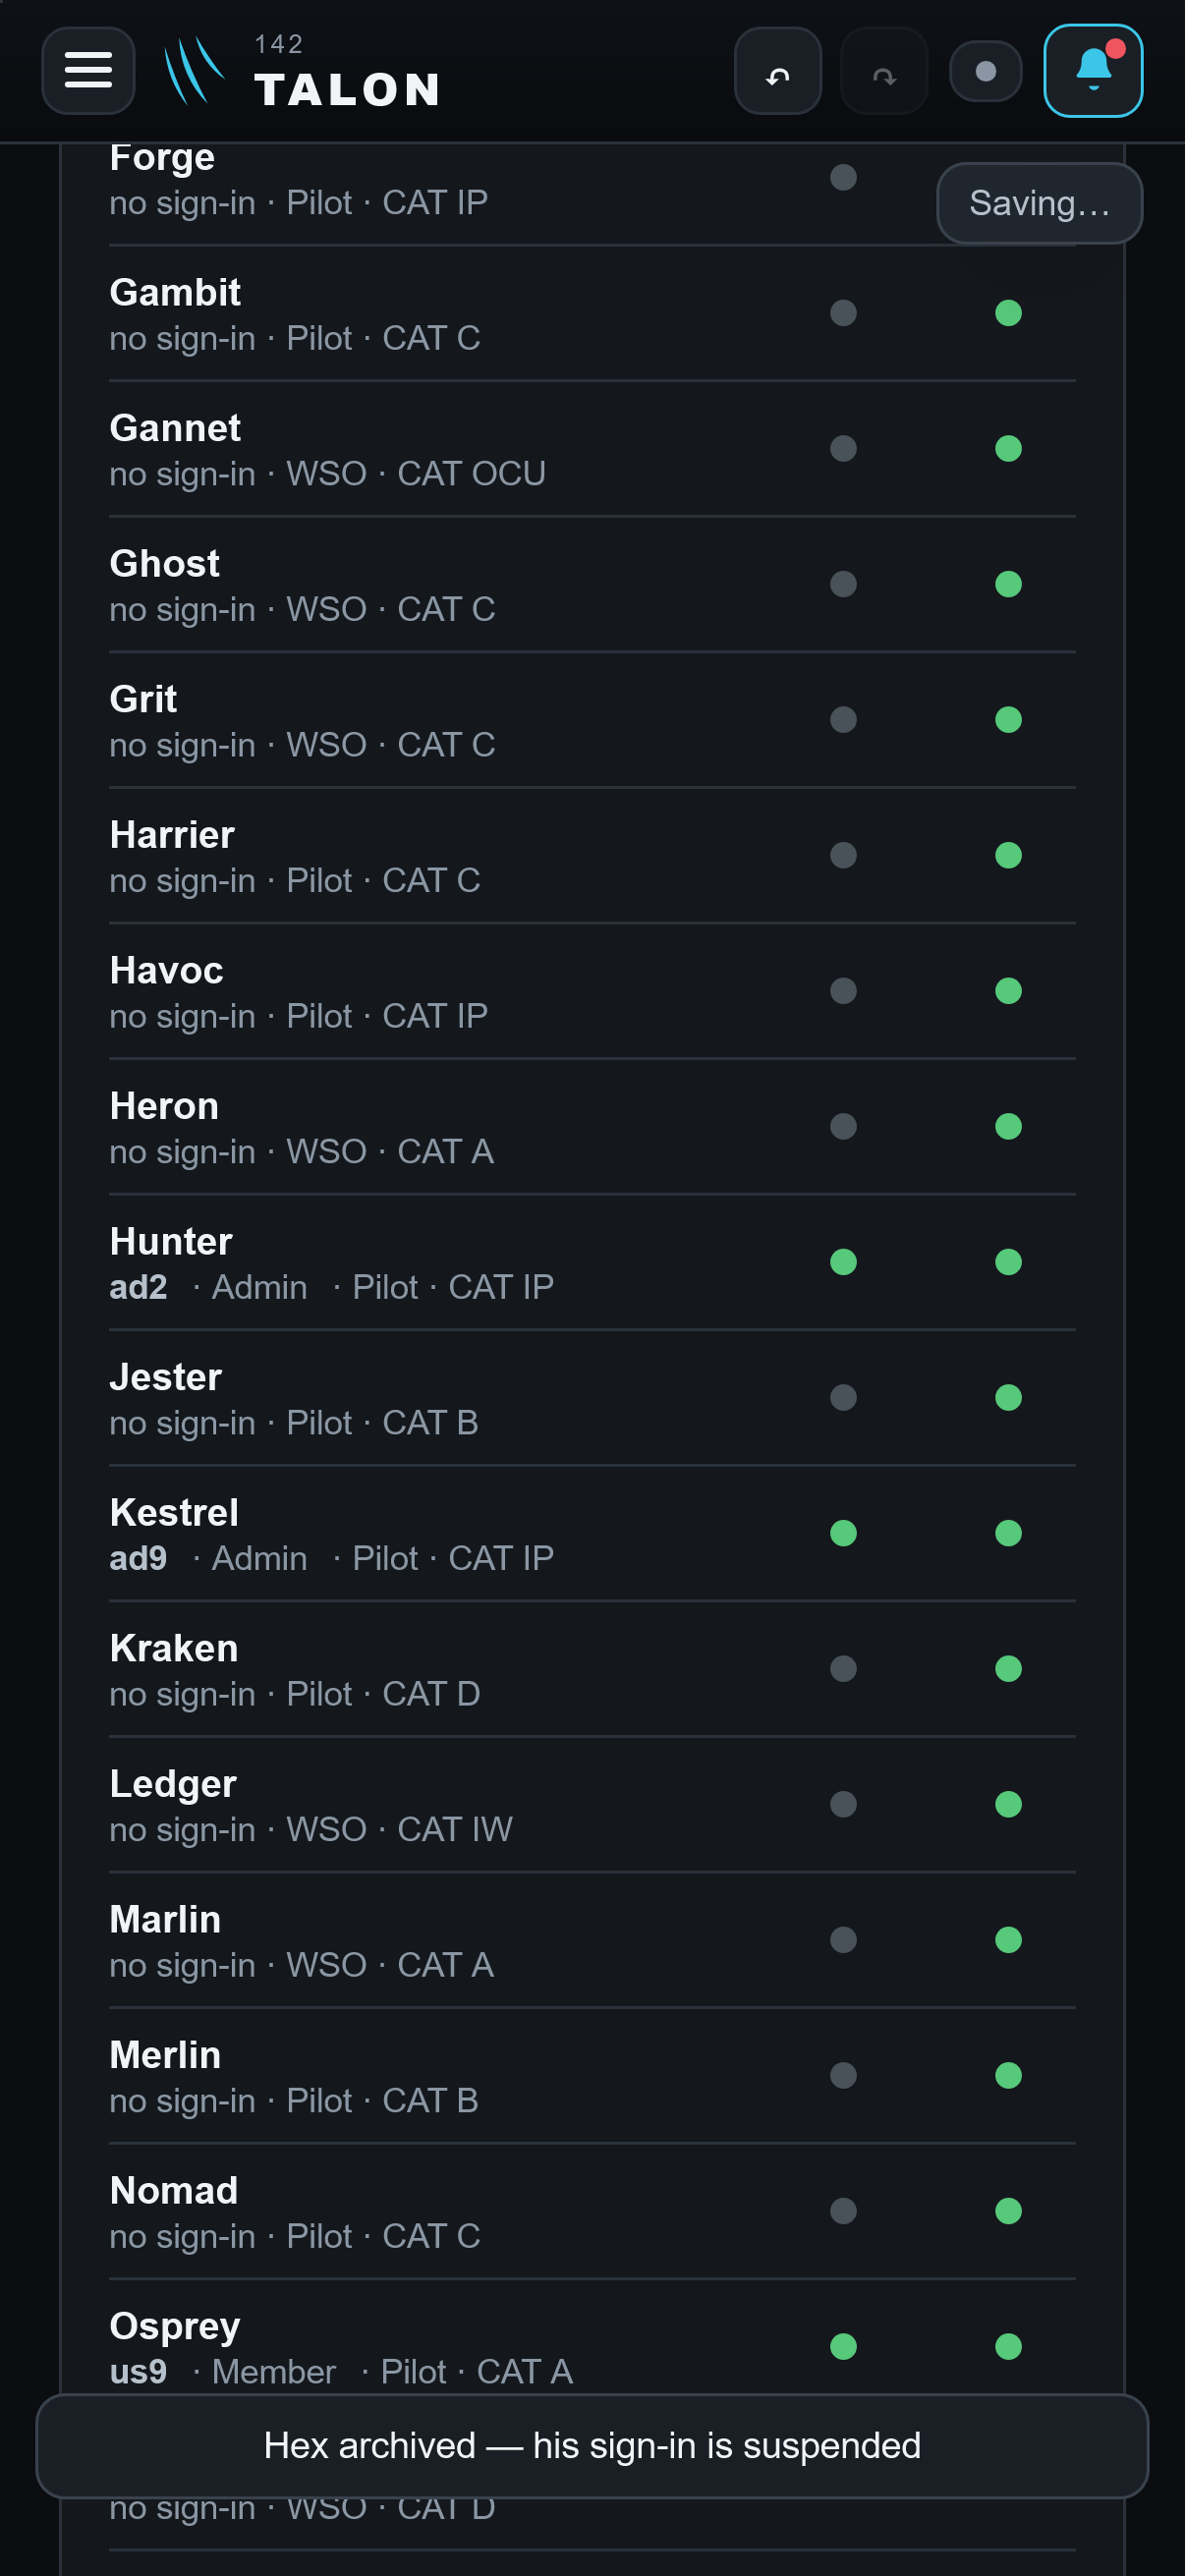 142
TALON
Forge
no sign-in · Pilot · CAT IP
Saving...
Gambit
no sign-in · Pilot · CAT C
Gannet
no sign-in · WSO · CAT OCU
Ghost
no sign-in · WSO · CAT C
Grit
no sign-in · WSO · CAT C
Harrier
no sign-in · Pilot · CAT C
Havoc
no sign-in · Pilot · CAT IP
Heron
no sign-in · WSO · CAT A
Hunter
ad2 · Admin · Pilot · CAT IP
Jester
no sign-in · Pilot · CAT B
Kestrel
ad9 · Admin · Pilot · CAT IP
Kraken
no sign-in · Pilot · CAT D
Ledger
no sign-in · WSO · CAT IW
Marlin
no sign-in · WSO · CAT A
Merlin
no sign-in · Pilot · CAT B
Nomad
no sign-in · Pilot · CAT C
Osprey
us9 · Member · Pilot · CAT A
Hex archived — his sign-in is suspended
no sign-in · WSO · CAT D